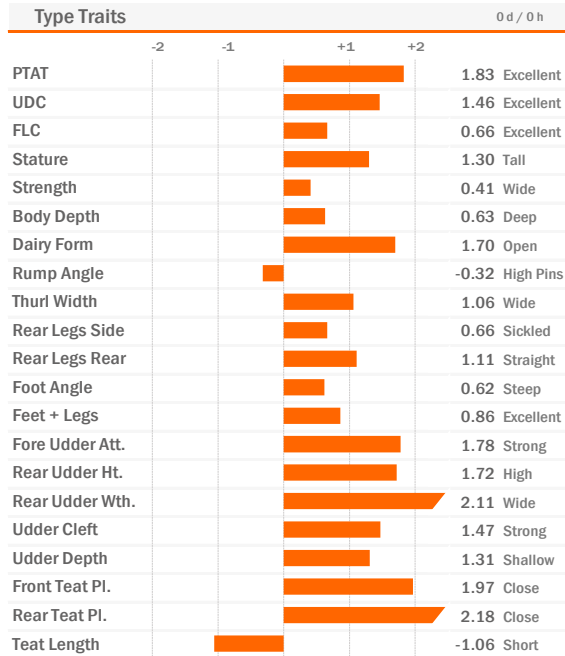 Type Traits 0 d / 0 h
-2 -1 +1 +2
PTAT 1.83 Excellent
UDC 1.46 Excellent
FLC 0.66 Excellent
Stature 1.30 Tall
Strength 0.41 Wide
Body Depth 0.63 Deep
Dairy Form 1.70 Open
Rump Angle -0.32 High Pins
Thurl Width 1.06 Wide
Rear Legs Side 0.66 Sickled
Rear Legs Rear 1.11 Straight
Foot Angle 0.62 Steep
Feet + Legs 0.86 Excellent
Fore Udder Att. 1.78 Strong
Rear Udder Ht. 1.72 High
Rear Udder Wth. 2.11 Wide
Udder Cleft 1.47 Strong
Udder Depth 1.31 Shallow
Front Teat Pl. 1.97 Close
Rear Teat Pl. 2.18 Close
Teat Length -1.06 Short